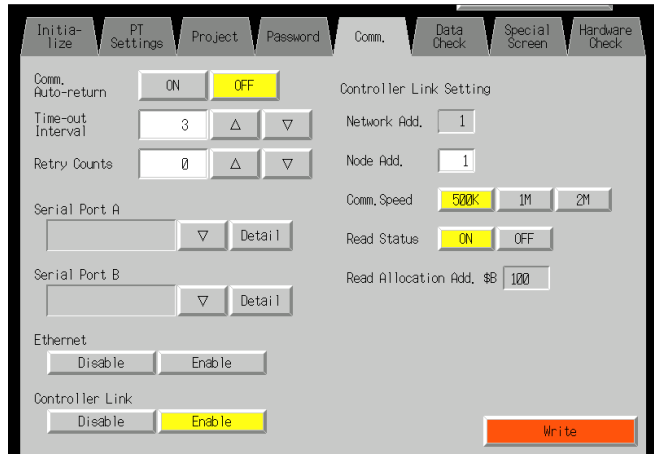 Initia-
lize
PT
Settings
Project
Password
Comm.
Data
Check
Special
Screen
Hardware
Check
Comm.
Auto-return
ON
OFF
Time-out
Interval
3
△
▽
Retry Counts
0
△
▽
Serial Port A
▽
Detail
Serial Port B
▽
Detail
Ethernet
Disable
Enable
Controller Link
Disable
Enable
Controller Link Setting
Network Add.
1
Node Add.
1
Comm.Speed
500K
1M
2M
Read Status
ON
OFF
Read Allocation Add. $B 100
Write